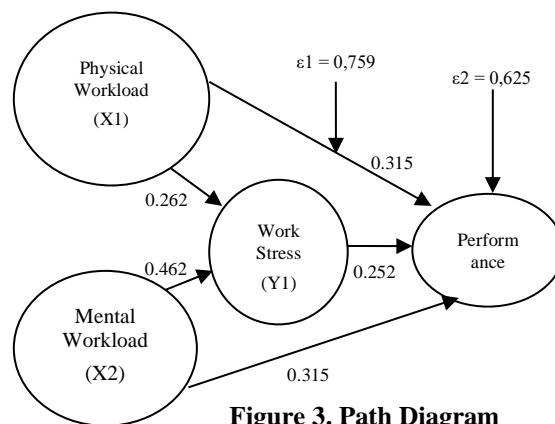 Physical
Workload
(X1)
ε1 = 0,759
ε2 = 0,625
0.315
0.262
Work
Stress
(Y1)
0.252
Perform
ance
0.462
Mental
Workload
(X2)
0.315
Figure 3. Path Diagram